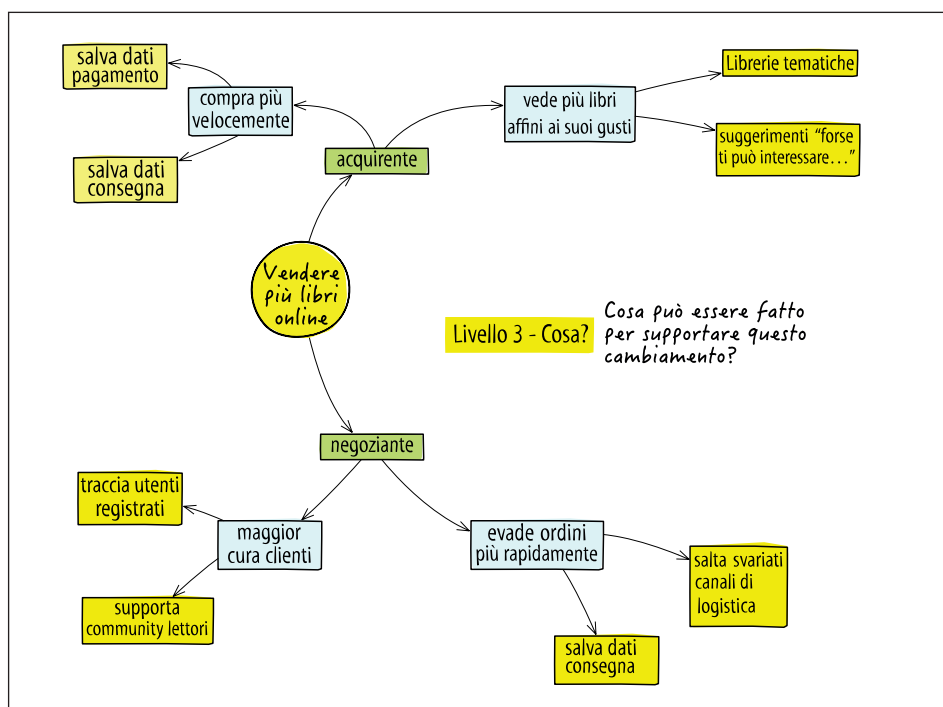 salva dati
pagamento
compra più
velocemente
salva dati
consegna
acquirente
vede più libri
affini ai suoi gusti
Librerie tematiche
suggerimenti “forse
ti può interessare...”
Vendere
più libri
online
Livello 3 - Cosa?
Cosa può essere fatto
per supportare questo
cambiamento?
negoziante
traccia utenti
registrati
maggior
cura clienti
supporta
community lettori
evade ordini
più rapidamente
salta svariati
canali di
logistica
salva dati
consegna